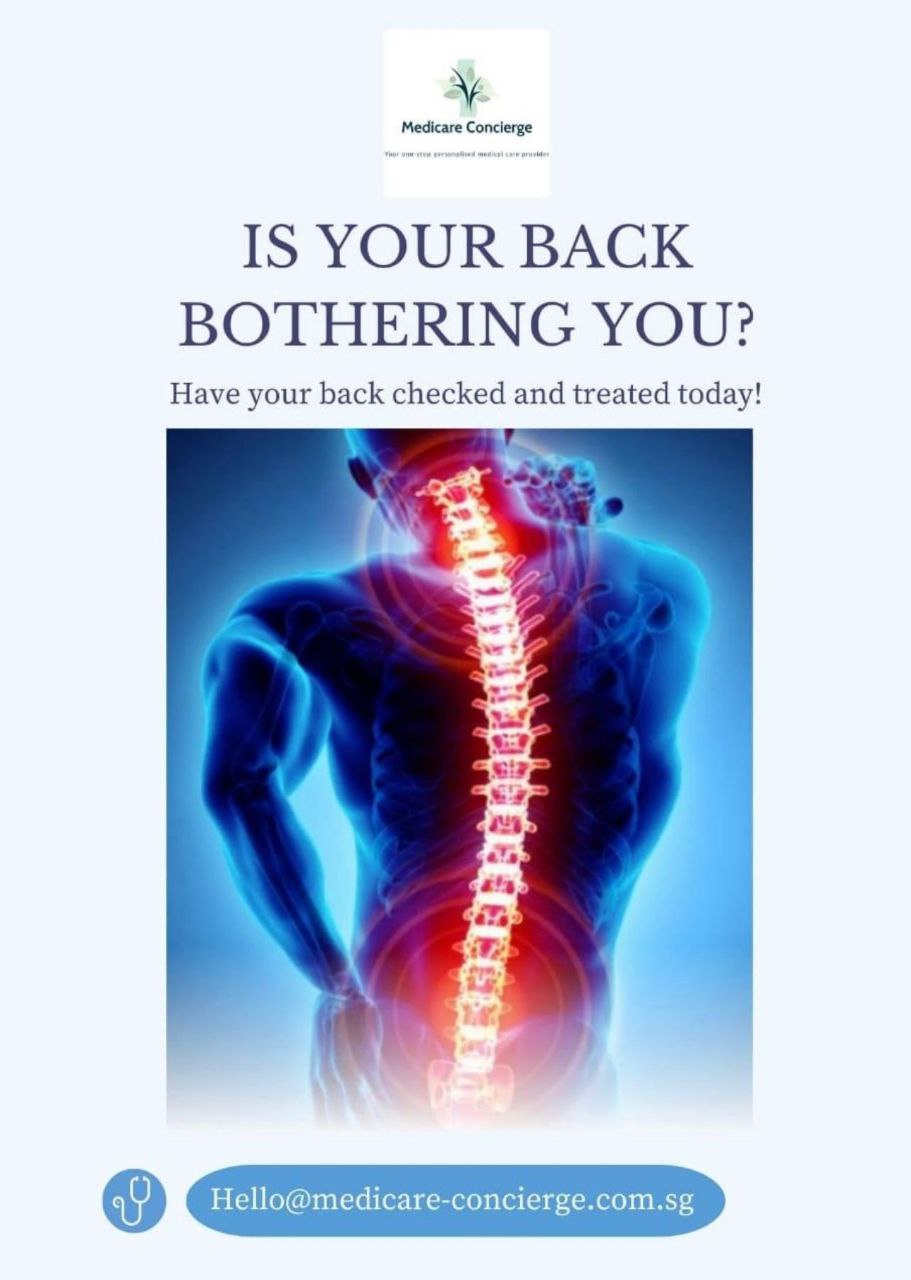 Medicare Concierge
Your one-stop personalised medical care provider
IS YOUR BACK
BOTHERING YOU?
Have your back checked and treated today!
Hello@medicare-concierge.com.sg